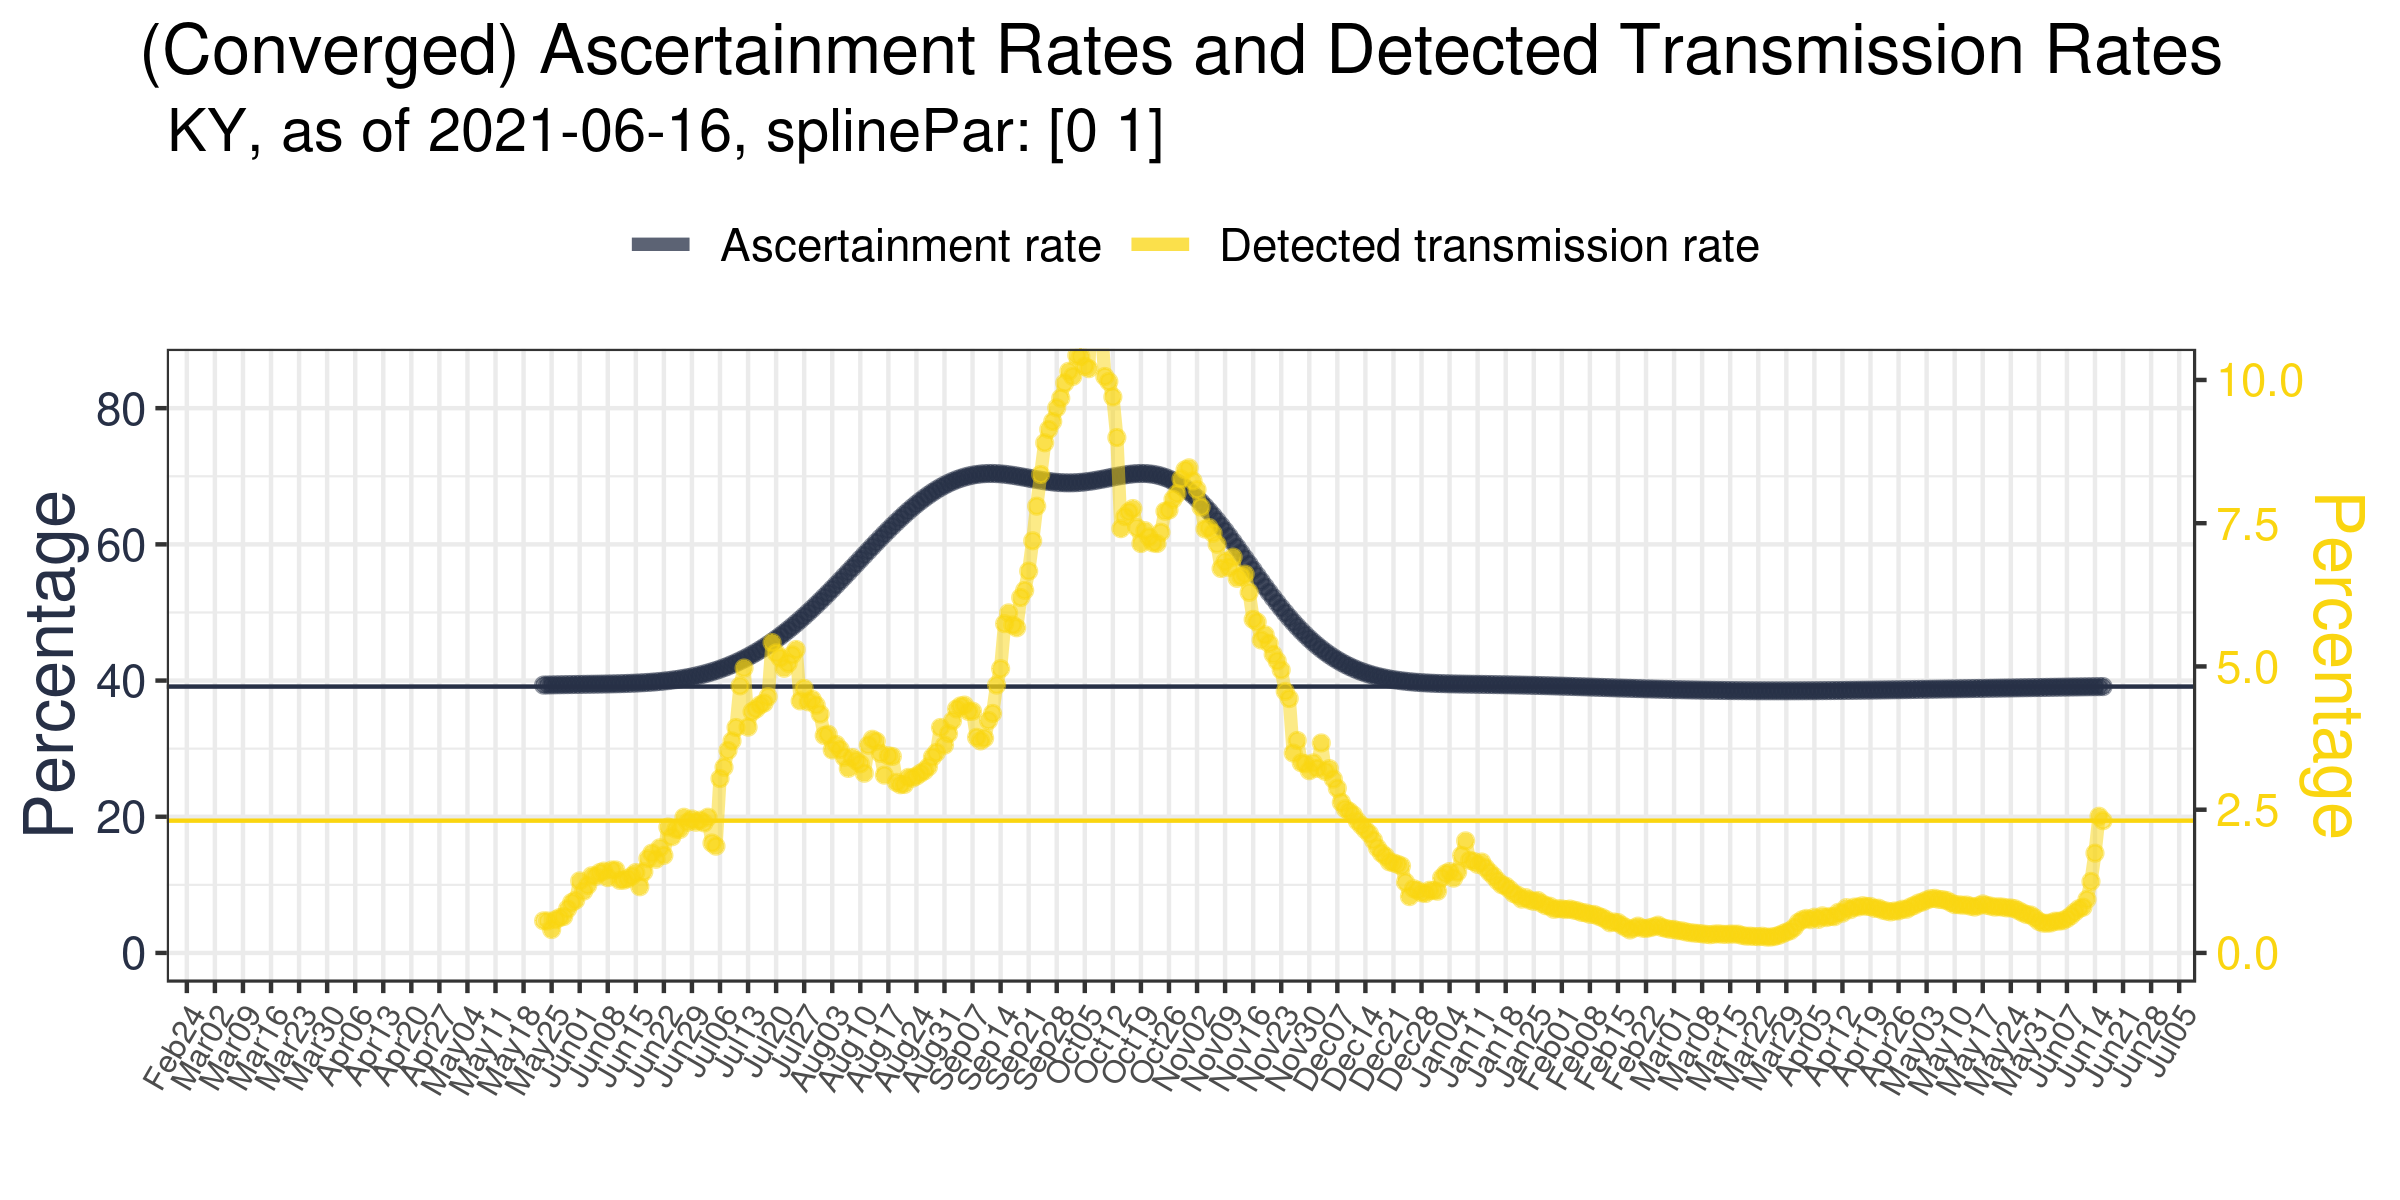 (Converged) Ascertainment Rates and Detected Transmission Rates
KY, as of 2021-06-16, splinePar: [0 1]
Ascertainment rate
Detected transmission rate
Percentage
80
60
40
20
0
10.0
7.5
5.0
2.5
0.0
Percentage
Feb24
Mar02
Mar09
Mar16
Mar23
Mar30
Apr06
Apr13
Apr20
Apr27
May04
May11
May18
May25
Jun01
Jun08
Jun15
Jun22
Jun29
Jul06
Jul13
Jul20
Jul27
Aug03
Aug10
Aug17
Aug24
Aug31
Sep07
Sep14
Sep21
Sep28
Oct05
Oct12
Oct19
Oct26
Nov02
Nov09
Nov16
Nov23
Nov30
Dec07
Dec14
Dec21
Dec28
Jan04
Jan11
Jan18
Jan25
Feb01
Feb08
Feb15
Feb22
Mar01
Mar08
Mar15
Mar22
Mar29
Apr05
Apr12
Apr19
Apr26
May03
May10
May17
May24
May31
Jun07
Jun14
Jun21
Jun28
Jul05